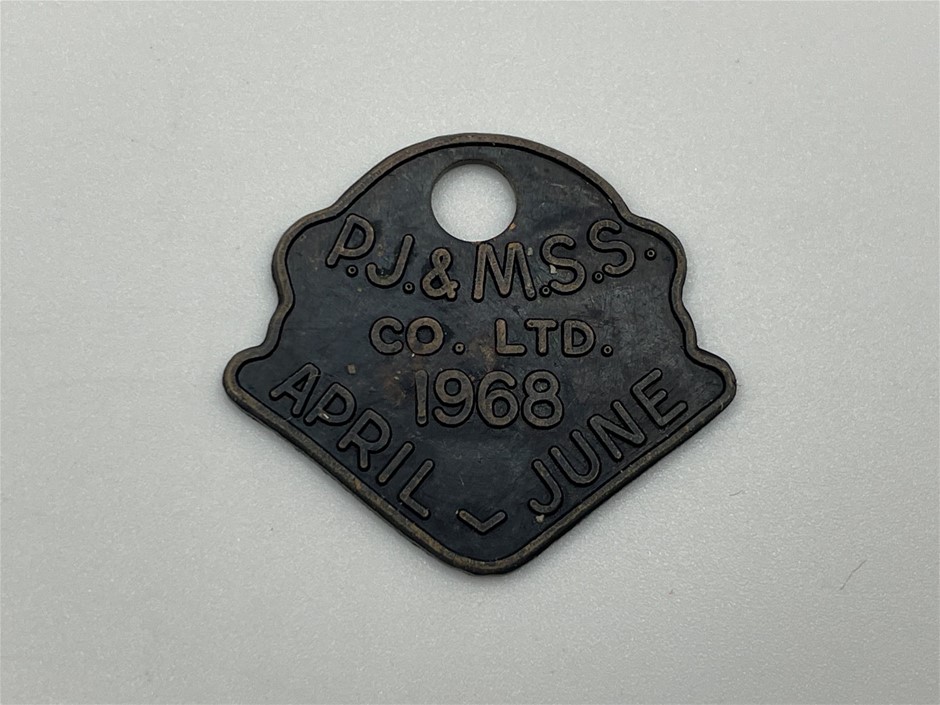 P.J. & M.S.S.
CO. LTD.
1968
APRIL - JUNE